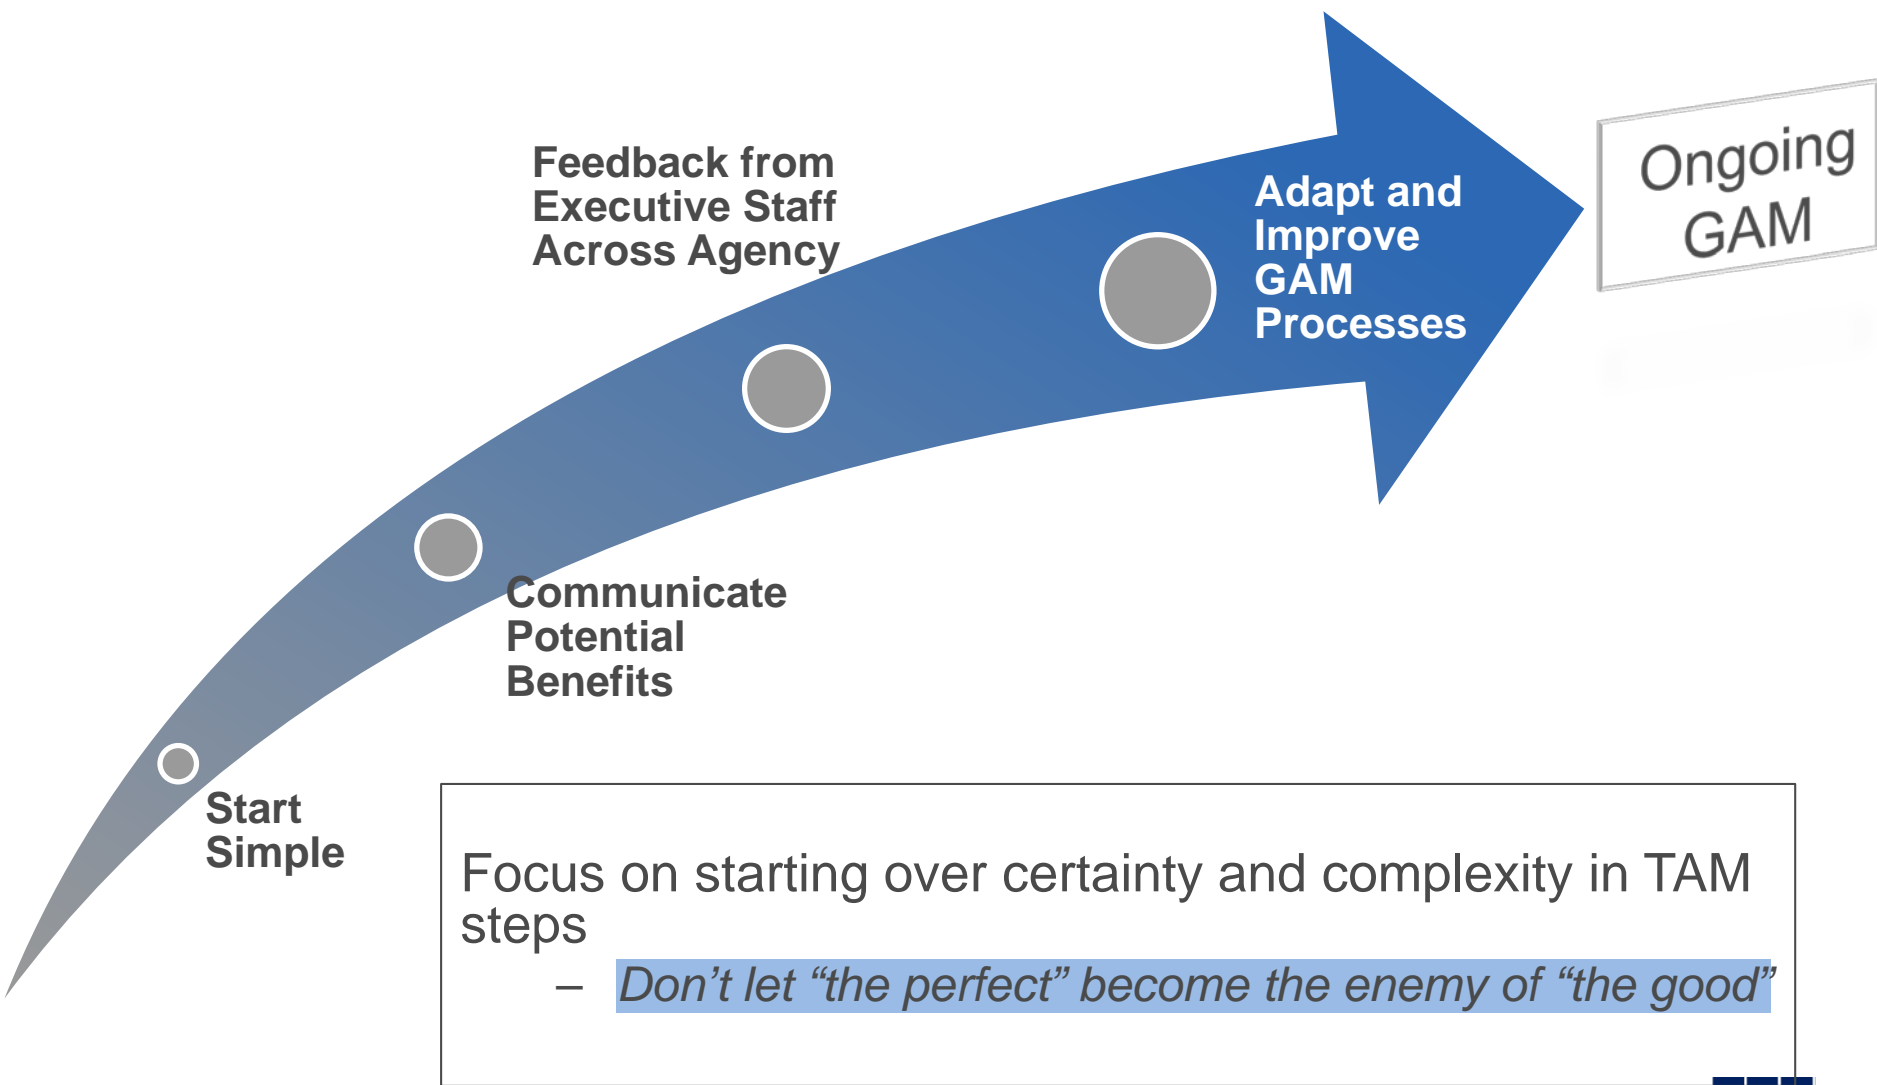 Feedback from
Executive Staff
Across Agency
Adapt and
Improve
GAM
Processes
Ongoing
GAM
Communicate
Potential
Benefits
Start
Simple
Focus on starting over certainty and complexity in TAM
steps
– Don’t let “the perfect” become the enemy of “the good”